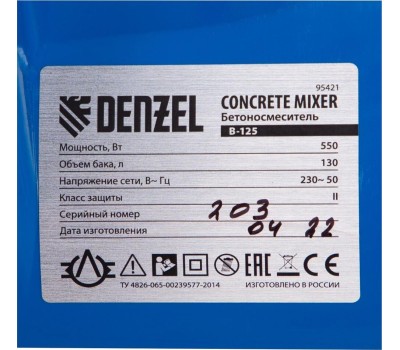 95421
DENZEL
CONCRETE MIXER
Бетоносмеситель
B-125
Мощность, Вт 550
Объем бака, л 130
Напряжение сети, В~ Гц 230~ 50
Класс защиты II
Серийный номер 203
Дата изготовления 04 22
EAC
ТУ 4826-065-00239577-2014
ИЗГОТОВЛЕНО В РОССИИ